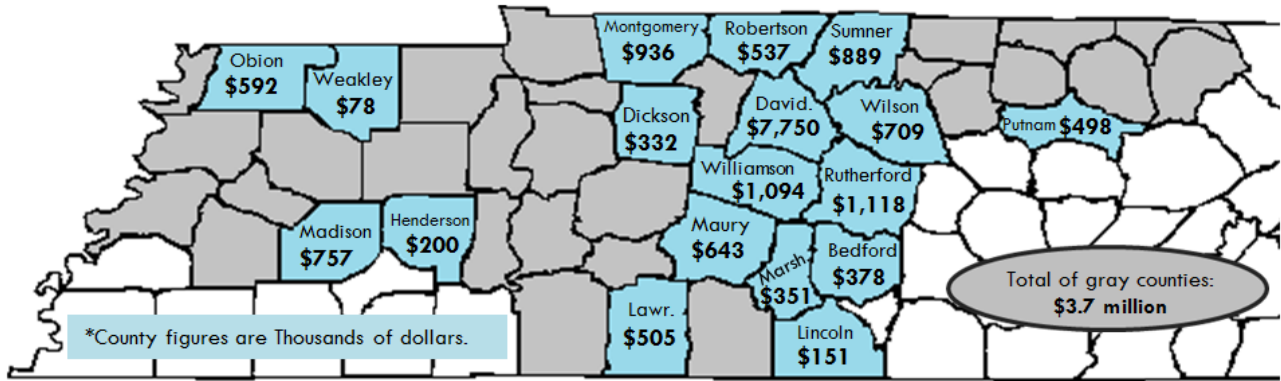 Montgomery
$936
Robertson
$537
Sumner
$889
Obion
$592
Weakley
$78
Dickson
$332
David.
$7,750
Wilson
$709
Putnam $498
Williamson
$1,094
Rutherford
$1,118
Madison
$757
Henderson
$200
Maury
$643
Marsh.
$351
Bedford
$378
Total of gray counties:
$3.7 million
Lawr.
$505
Lincoln
$151
*County figures are Thousands of dollars.